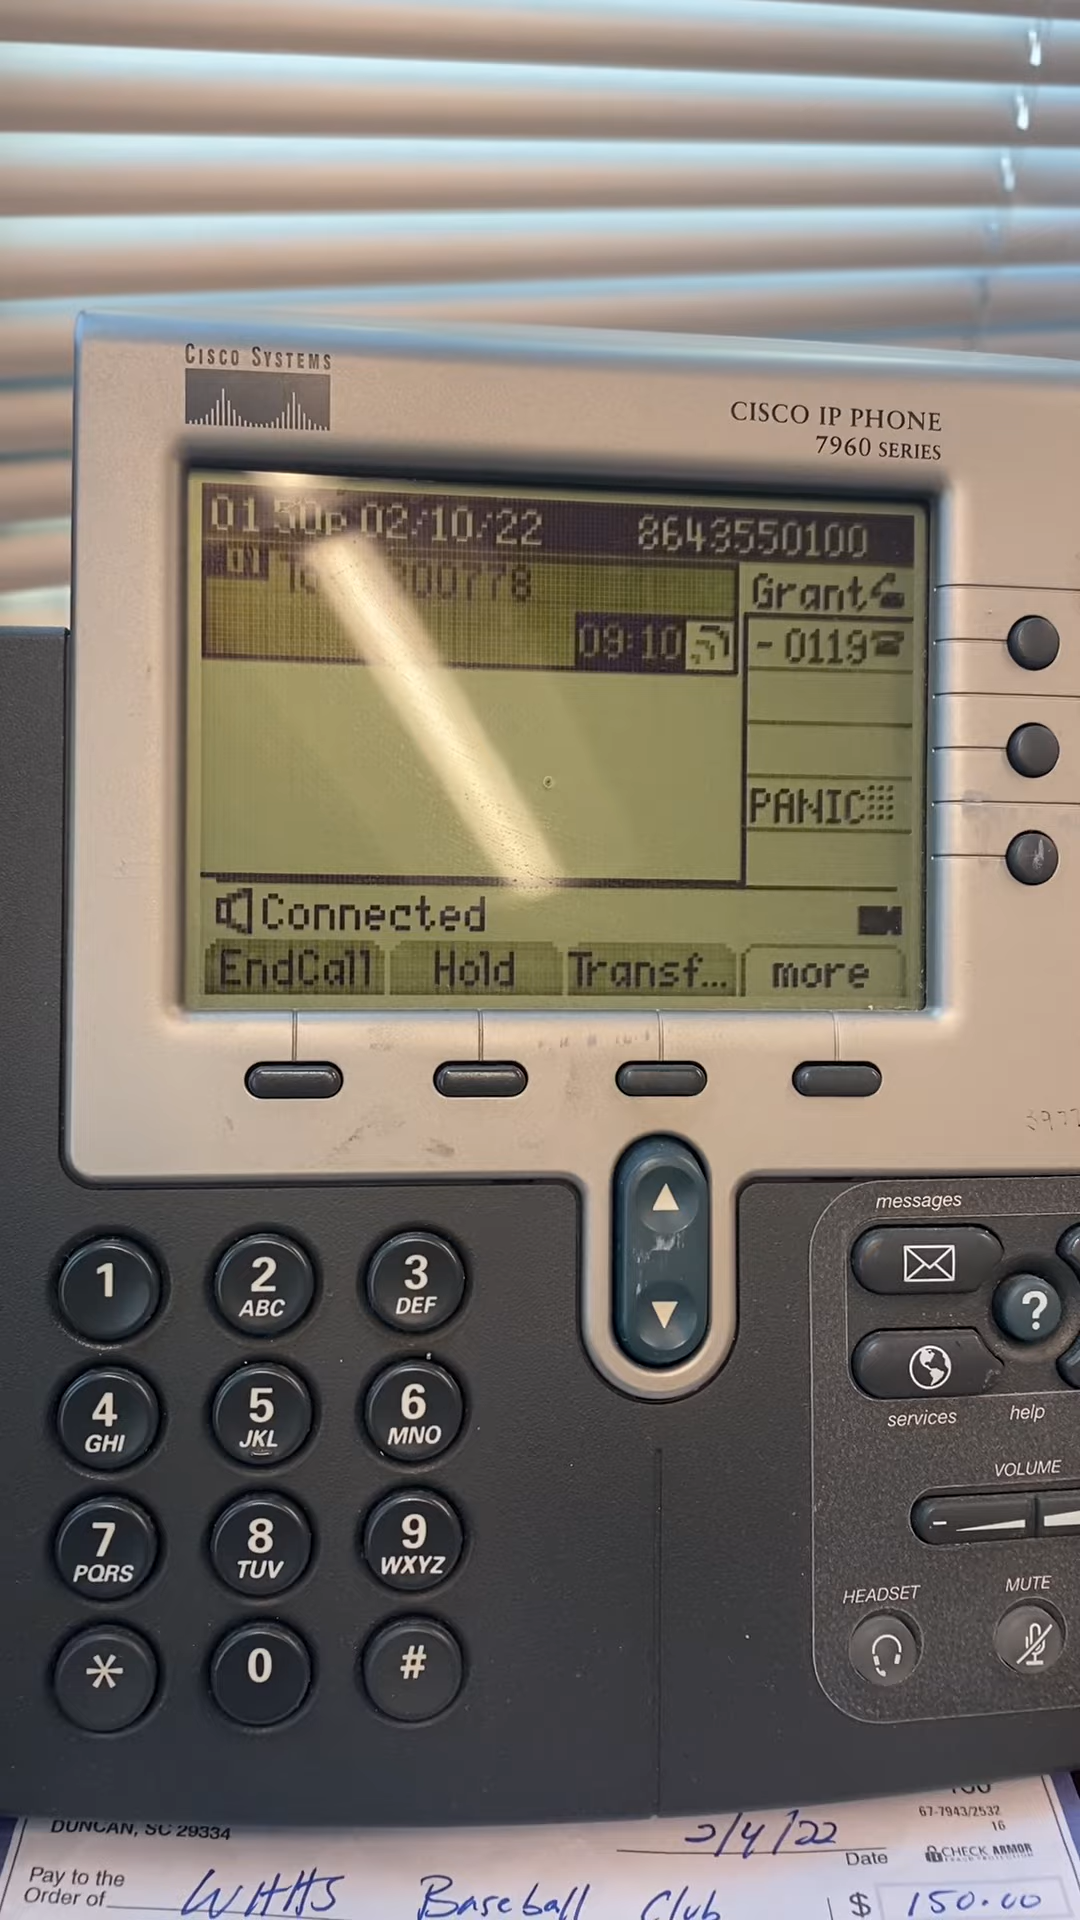 CISCO SYSTEMS
CISCO IP PHONE
7960 SERIES
01 50p 02/10/22 8643550100
00778
Grant
09:10
- 0119
PANIC
Connected
EndCall Hold Transf... more
messages
1 2 ABC 3 DEF
?
4 GHI 5 JKL 6 MNO
services help
VOLUME
-
7 PQRS 8 TUV 9 WXYZ
HEADSET MUTE
* 0 #
67-7943/2532
16
DUNCAN, SC 29334
2/4/22
Date
CHECK ARMOR
Pay to the
Order of WHHS Baseball Club $ 150.00